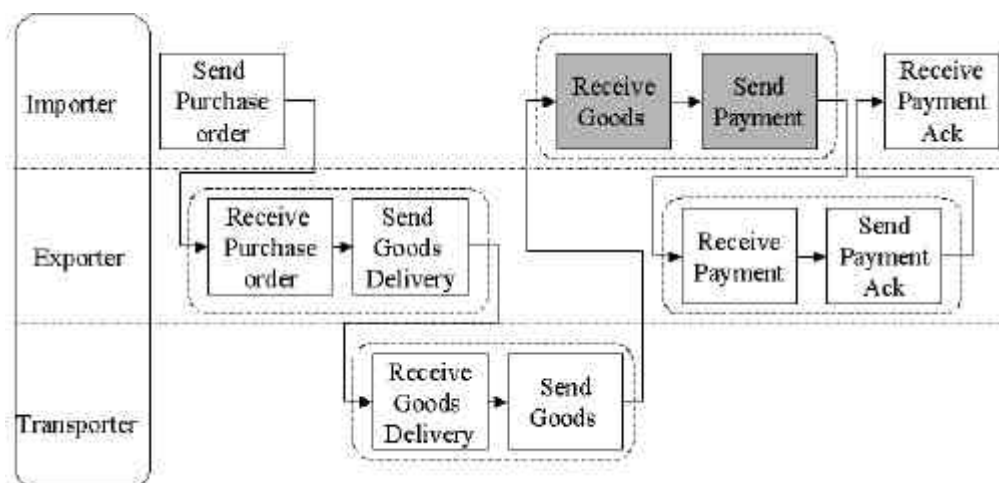 Importer
Send
Purchase
order
Receive
Goods
Send
Payment
Receive
Payment
Ack
Exporter
Receive
Purchase
order
Send
Goods
Delivery
Receive
Payment
Send
Payment
Ack
Transporter
Receive
Goods
Delivery
Send
Goods